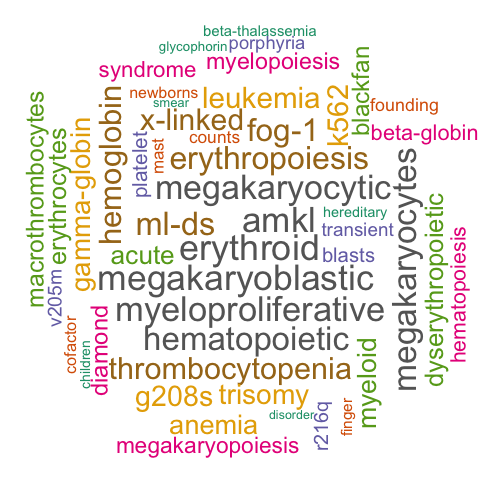 beta-thalassemia
glycophorin porphyria
syndrome myelopoiesis
newborns leukemia k562 blackfan
smear founding
x-linked fog-1 beta-globin
macrothrombocytes erythrocytes gamma-globin hemoglobin platelet mast counts
erythropoiesis
megakaryocytic megakaryocytes
hereditary
ml-ds amkl transient
dyserythropoietic hematopoiesis
acute erythroid blasts
v205m megakaryoblastic
myeloproliferative
cofactor children diamond hematopoietic
thrombocytopenia myeloid
g208s trisomy
anemia disorder r216q finger
megakaryopoiesis